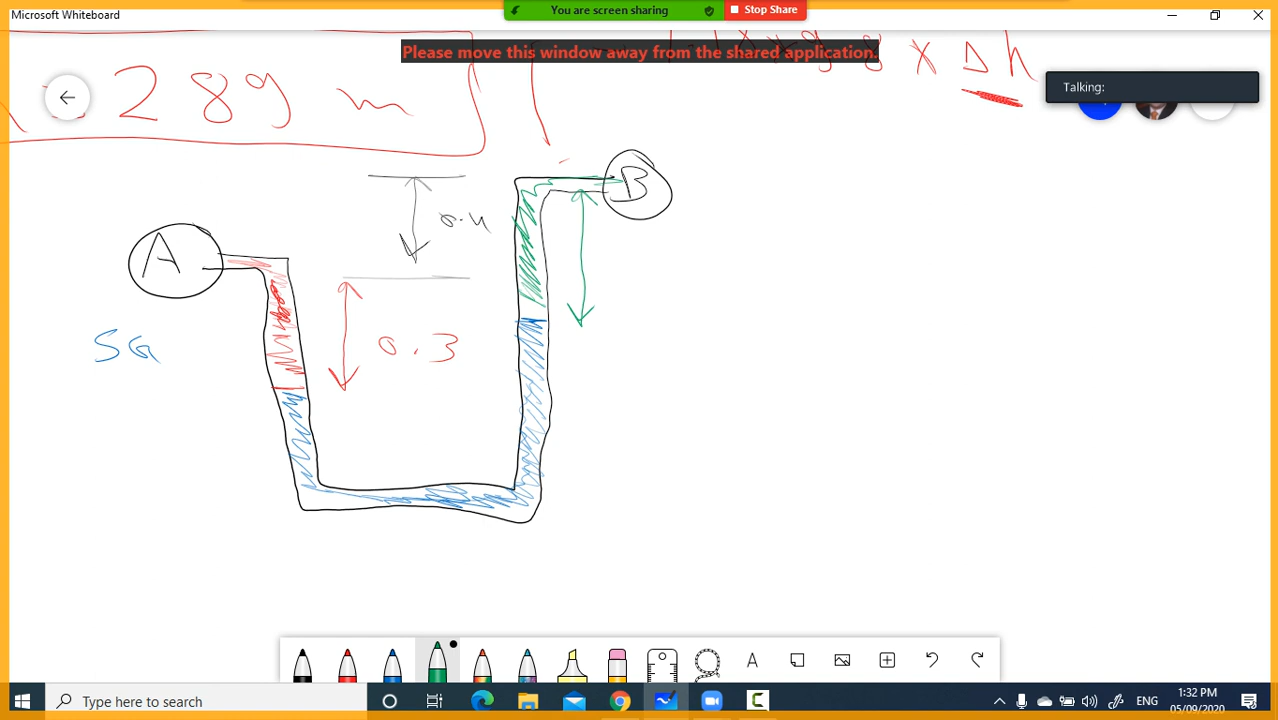 Microsoft Whiteboard
You are screen sharing
Stop Share
Please move this window away from the shared application.
x Δh
Talking:
289 m
B
A
0.4
0.3
SG
A
Type here to search
ENG
1:32 PM
05/09/2020